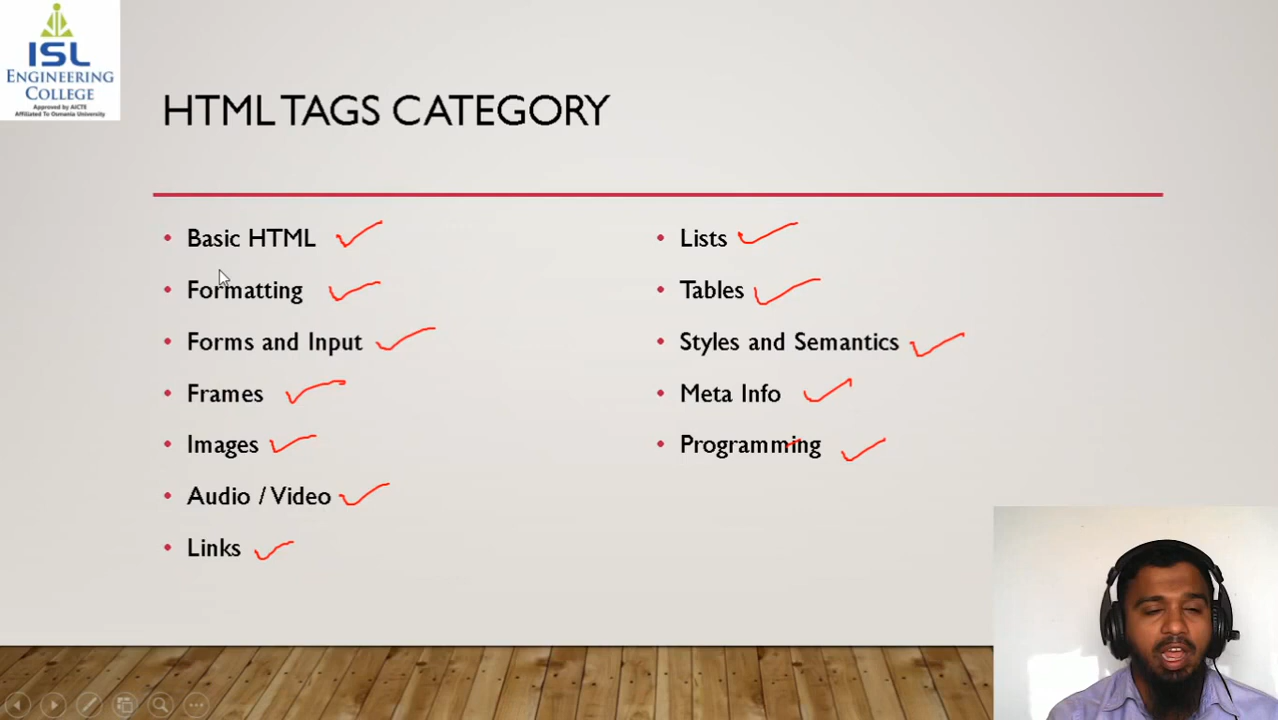 ISL
ENGINEERING
COLLEGE
Approved by AICTE
Affiliated To Osmania University
HTML TAGS CATEGORY
• Basic HTML
• Formatting
• Forms and Input
• Frames
• Images
• Audio / Video
• Links
• Lists
• Tables
• Styles and Semantics
• Meta Info
• Programming